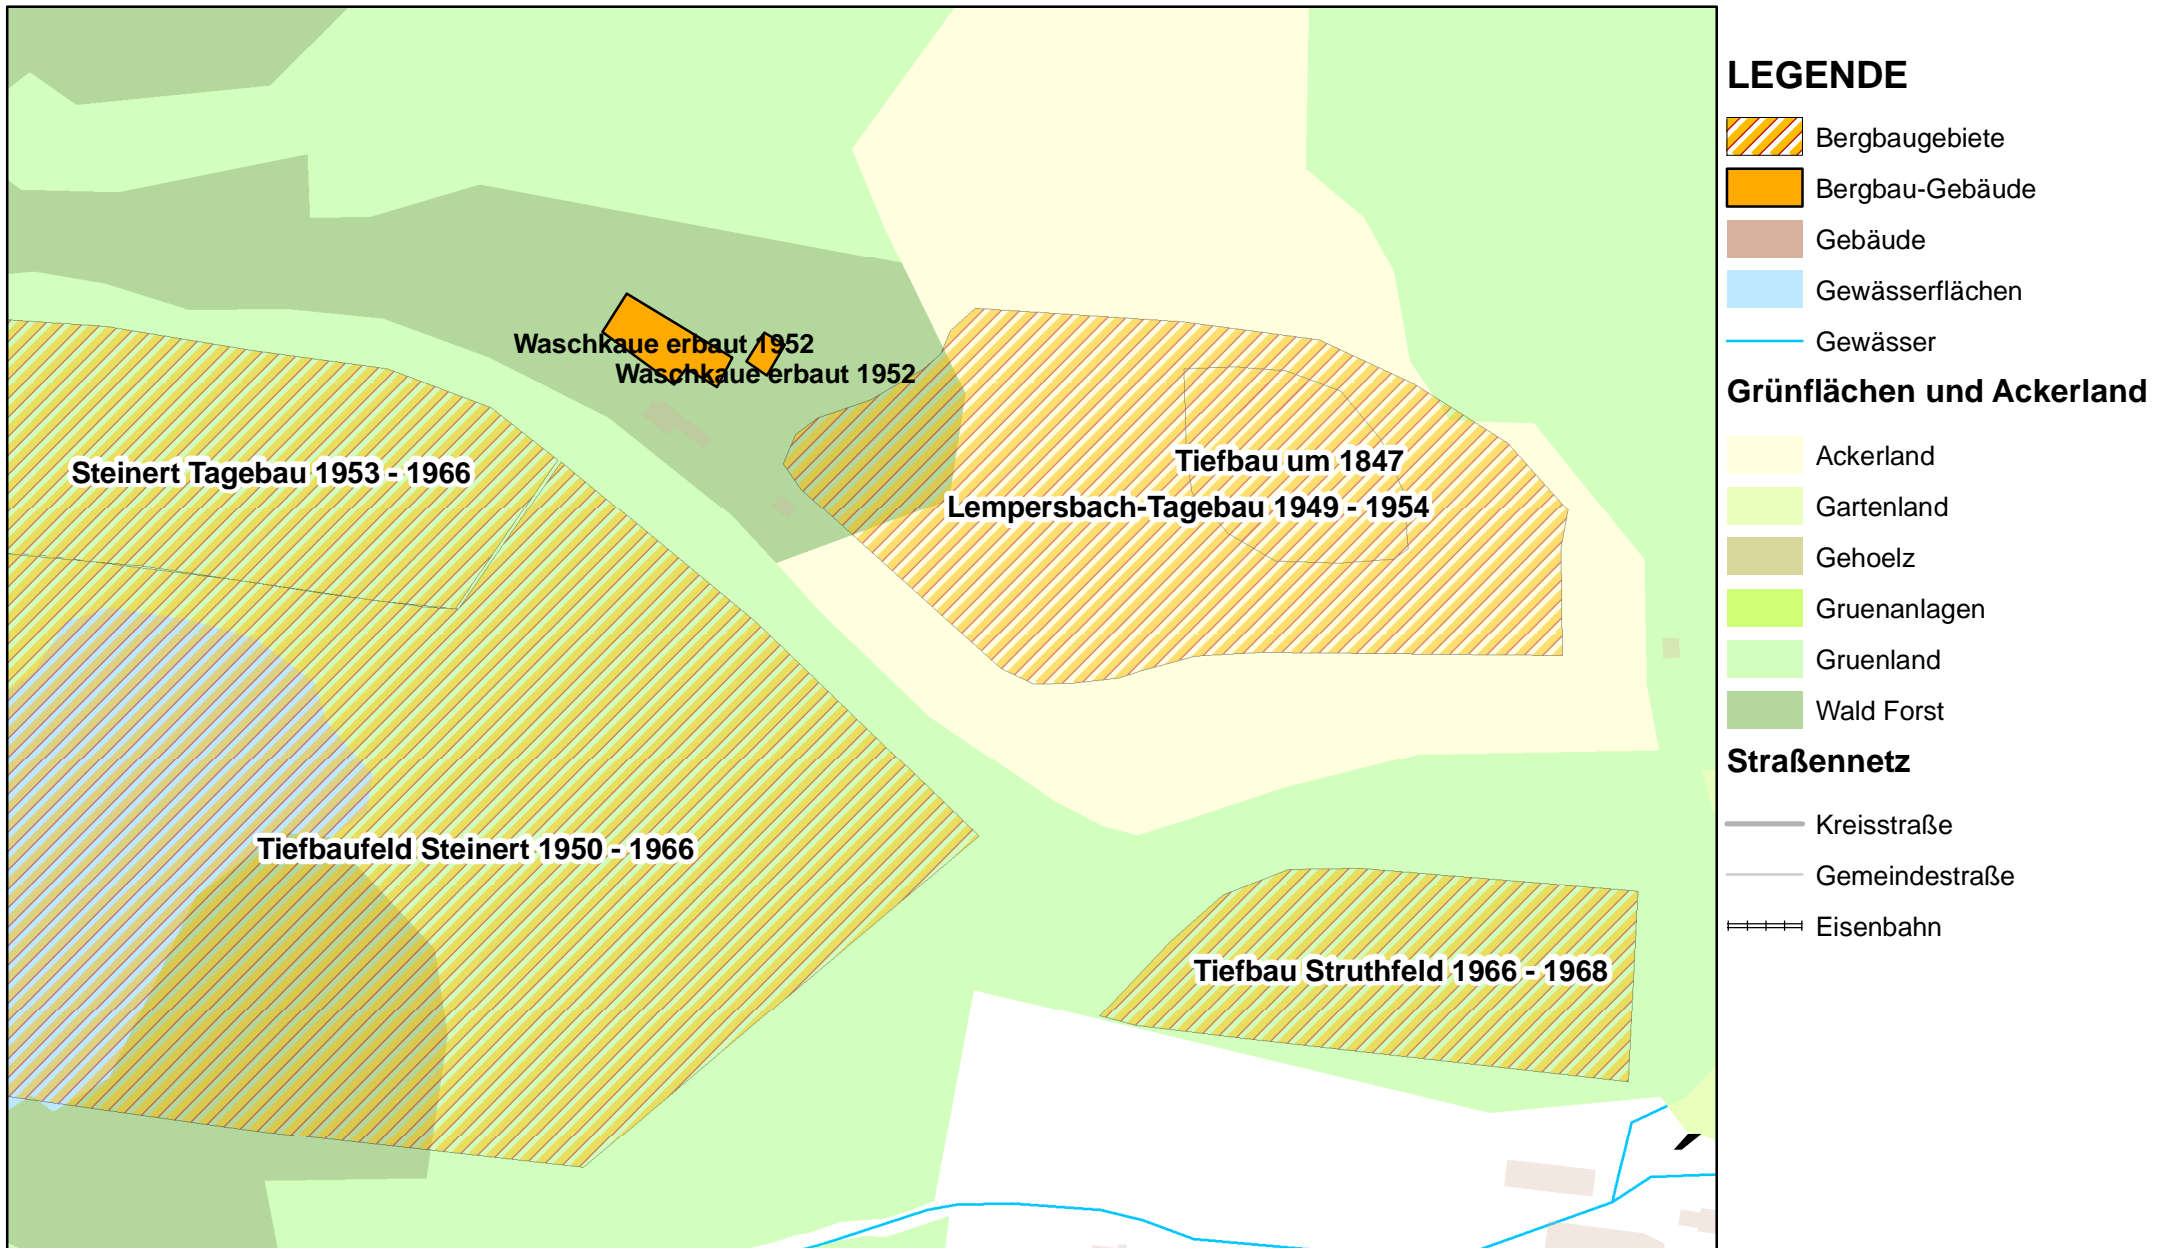 Waschkaue erbaut 1952
Waschkaue erbaut 1952
Steinert Tagebau 1953 - 1966
Tiefbau um 1847
Lempersbach-Tagebau 1949 - 1954
Tiefbaufeld Steinert 1950 - 1966
Tiefbau Struthfeld 1966 - 1968
LEGENDE
Bergbaugebiete
Bergbau-Gebäude
Gebäude
Gewässerflächen
Gewässer
Grünflächen und Ackerland
Ackerland
Gartenland
Gehoelz
Gruenanlagen
Gruenland
Wald Forst
Straßennetz
Kreisstraße
Gemeindestraße
Eisenbahn